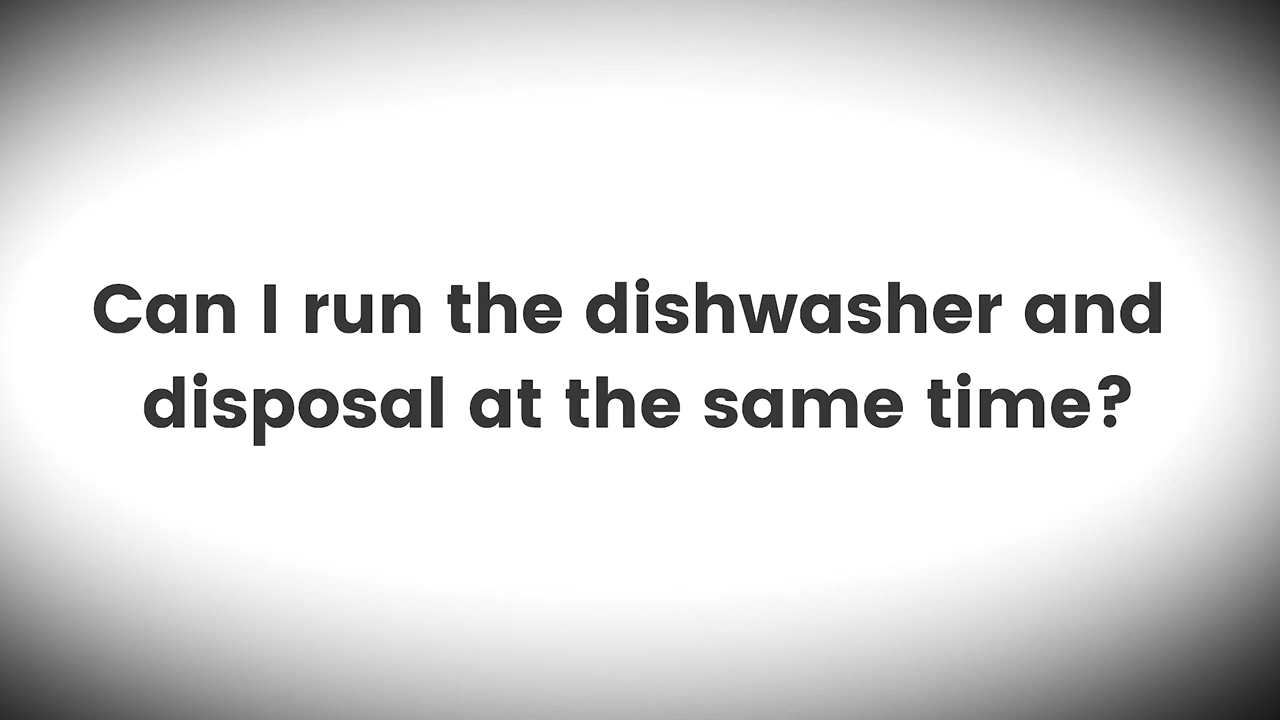 Can I run the dishwasher and
disposal at the same time?